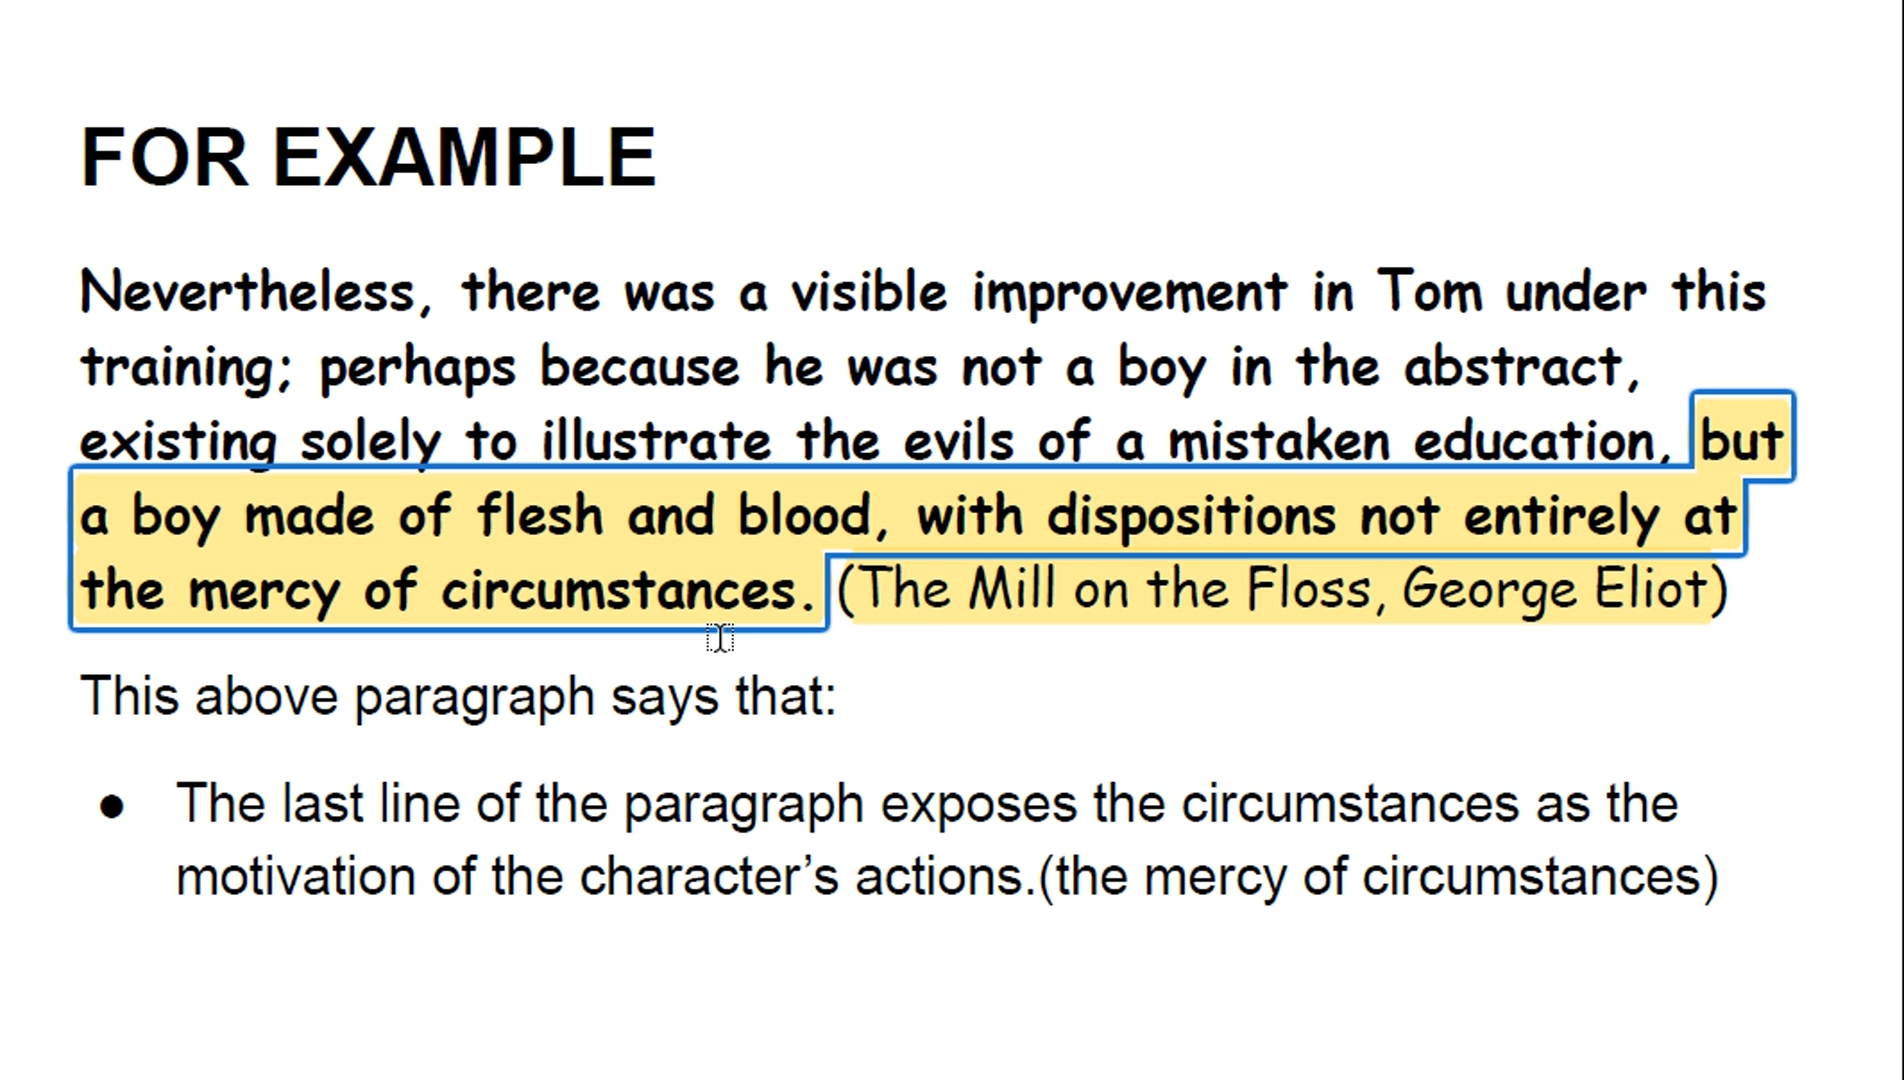 FOR EXAMPLE
Nevertheless, there was a visible improvement in Tom under this
training; perhaps because he was not a boy in the abstract,
existing solely to illustrate the evils of a mistaken education, but
a boy made of flesh and blood, with dispositions not entirely at
the mercy of circumstances. (The Mill on the Floss, George Eliot)
This above paragraph says that:
● The last line of the paragraph exposes the circumstances as the
motivation of the character’s actions.(the mercy of circumstances)